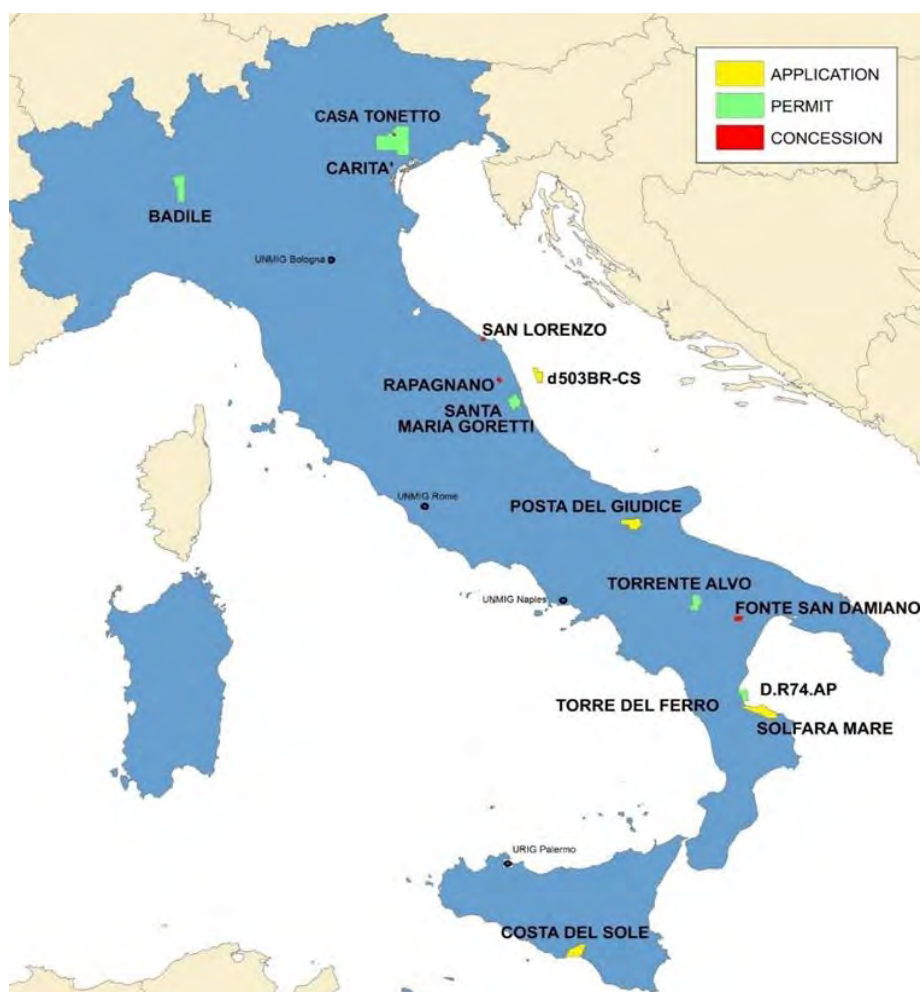 APPLICATION
PERMIT
CONCESSION
CASA TONETTO
CARITA'
BADILE
UNMIG Bologna
SAN LORENZO
d503BR-CS
RAPAGNANO
SANTA
MARIA GORETTI
UNMIG Rome
POSTA DEL GIUDICE
UNMIG Naples
TORRENTE ALVO
FONTE SAN DAMIANO
D.R74.AP
TORRE DEL FERRO
SOLFARA MARE
URIG Palermo
COSTA DEL SOLE